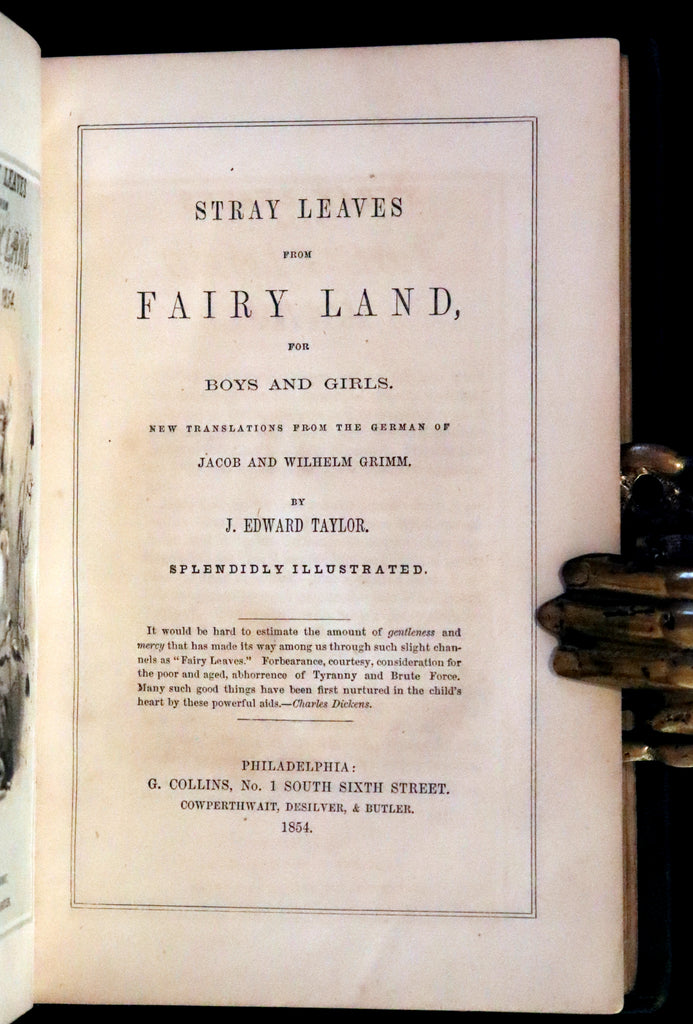 STRAY LEAVES
FROM
FAIRY LAND,
FOR
BOYS AND GIRLS.
NEW TRANSLATIONS FROM THE GERMAN OF
JACOB AND WILHELM GRIMM,
BY
J. EDWARD TAYLOR.
SPLENDIDLY ILLUSTRATED.
It would be hard to estimate the amount of gentleness and
mercy that has made its way among us through such slight chan-
nels as "Fairy Leaves." Forbearance, courtesy, consideration for
the poor and aged, abhorrence of Tyranny and Brute Force.
Many such good things have been first nurtured in the child's
heart by these powerful aids.—Charles Dickens.
PHILADELPHIA:
G. COLLINS, No. 1 SOUTH SIXTH STREET.
COWPERTHWAIT, DESILVER, & BUTLER.
1854.